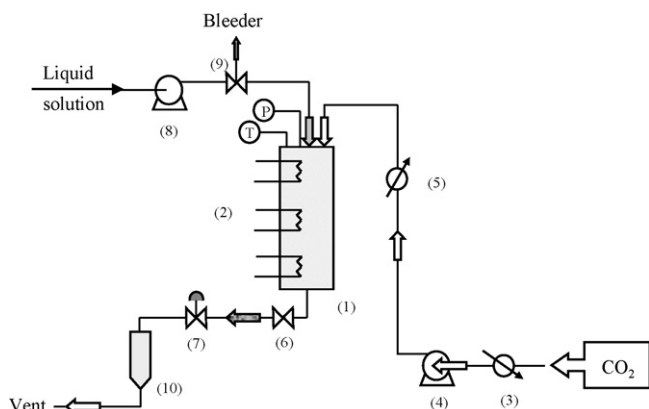 Bleeder
(9)
Liquid
solution
(8)
P
T
(5)
(2)
(1)
(7)
(6)
(10)
Vent
(4)
(3)
CO₂